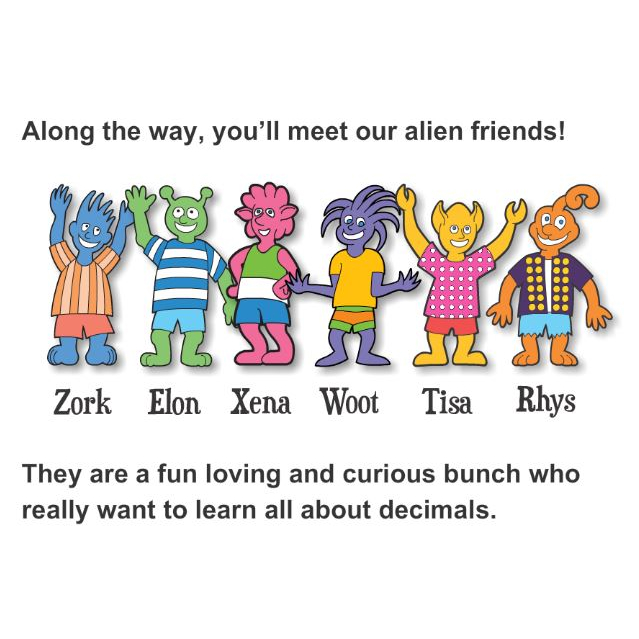 Along the way, you’ll meet our alien friends!
Zork Elon Xena Woot Tisa Rhys
They are a fun loving and curious bunch who
really want to learn all about decimals.